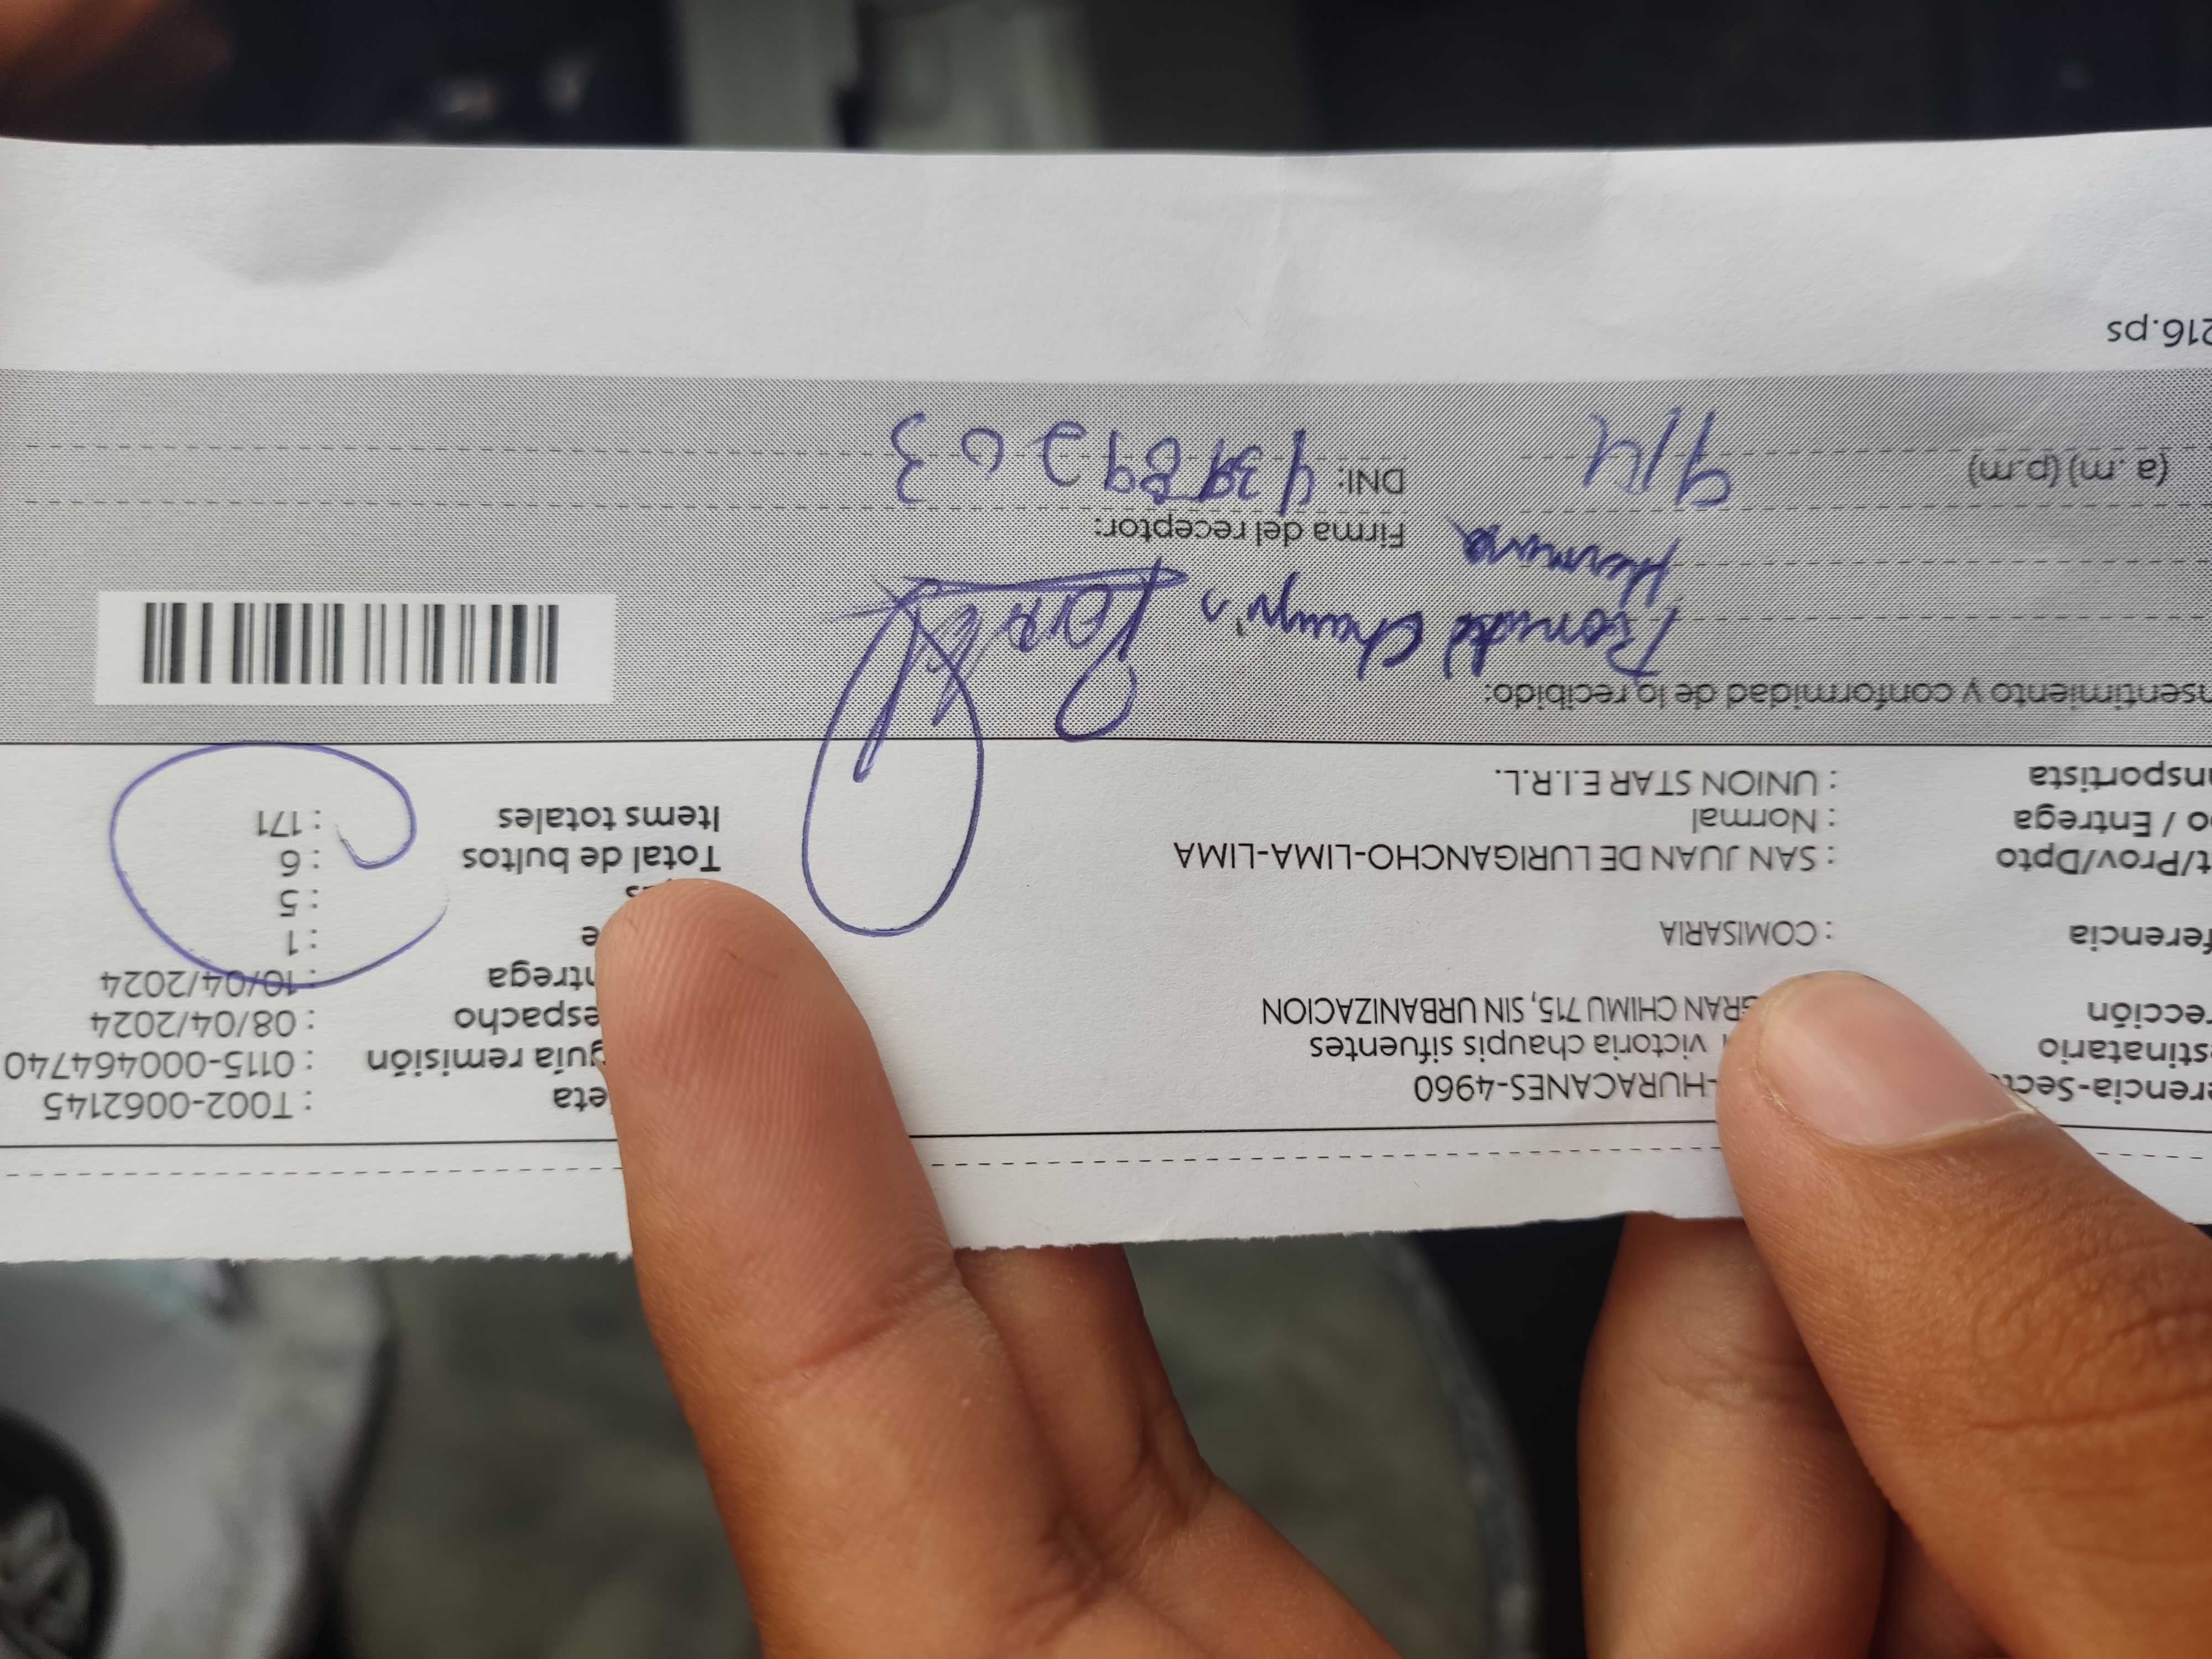 -HURACANES-4960
victoria chaupis sifuentes
GRAN CHIMU 715, SIN URBANIZACION
: COMISARIA
: SAN JUAN DE LURIGANCHO-LIMA-LIMA
: Normal
: UNION STAR E.I.R.L.
erencia-Sect
stinatario
rección
ferencia
t/Prov/Dpto
o / Entrega
nsportista
eta : T002-0062145
guía remisión : 0115-000464740
espacho : 08/04/2024
ntrega : 10/04/2024
e : 1
s : 5
Total de bultos : 6
Items totales : 171
nsentimiento y conformidad de lo recibido:
Chaupis
Hermana
Firma del receptor:
(a.m) (p.m) 9/4
DNI:
216.ps